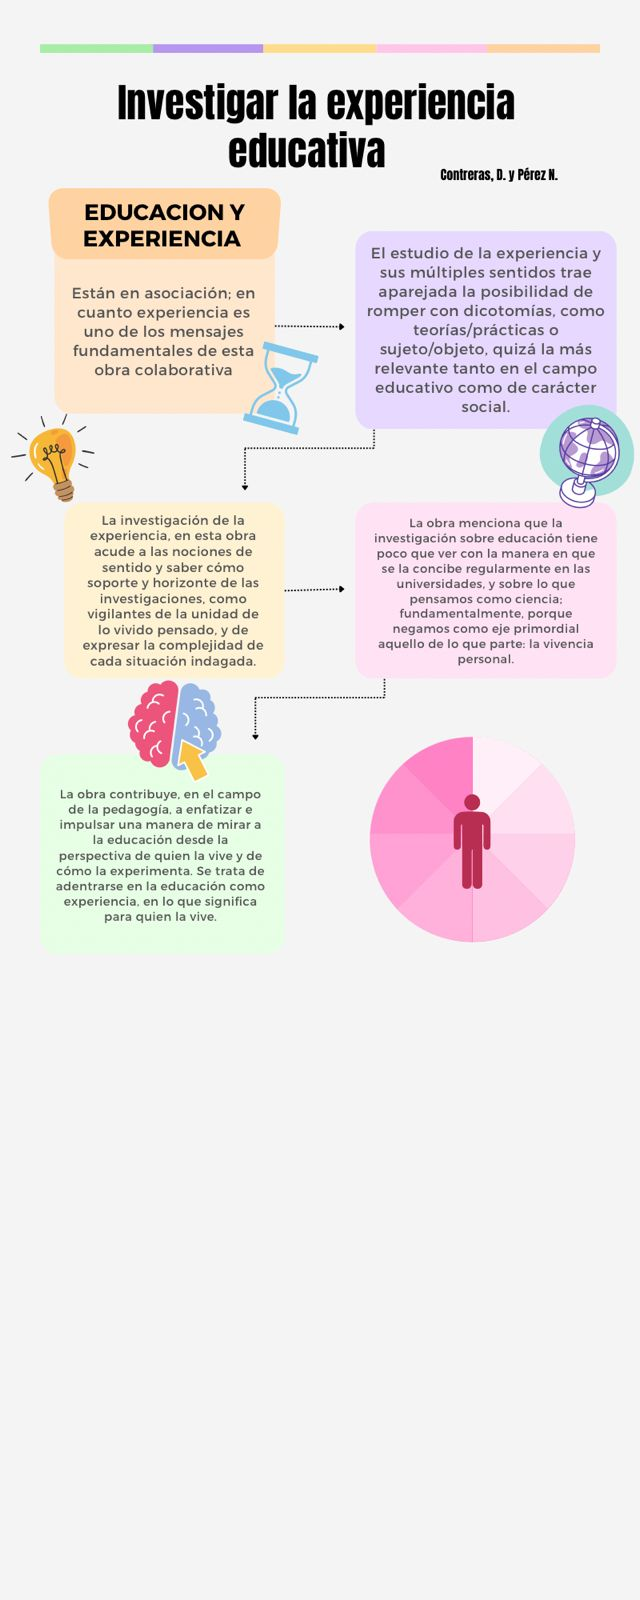 Investigar la experiencia
educativa
Contreras, D. y Pérez N.
EDUCACION Y
EXPERIENCIA
Están en asociación; en
cuanto experiencia es
uno de los mensajes
fundamentales de esta
obra colaborativa
El estudio de la experiencia y
sus múltiples sentidos trae
aparejada la posibilidad de
romper con dicotomías, como
teorías/prácticas o
sujeto/objeto, quizá la más
relevante tanto en el campo
educativo como de carácter
social.
La investigación de la
experiencia, en esta obra
acude a las nociones de
sentido y saber cómo
soporte y horizonte de las
investigaciones, como
vigilantes de la unidad de
lo vivido pensado, y de
expresar la complejidad de
cada situación indagada.
La obra menciona que la
investigación sobre educación tiene
poco que ver con la manera en que
se la concibe regularmente en las
universidades, y sobre lo que
pensamos como ciencia;
fundamentalmente, porque
negamos como eje primordial
aquello de lo que parte: la vivencia
personal.
La obra contribuye, en el campo
de la pedagogía, a enfatizar e
impulsar una manera de mirar a
la educación desde la
perspectiva de quien la vive y de
cómo la experimenta. Se trata de
adentrarse en la educación como
experiencia, en lo que significa
para quien la vive.